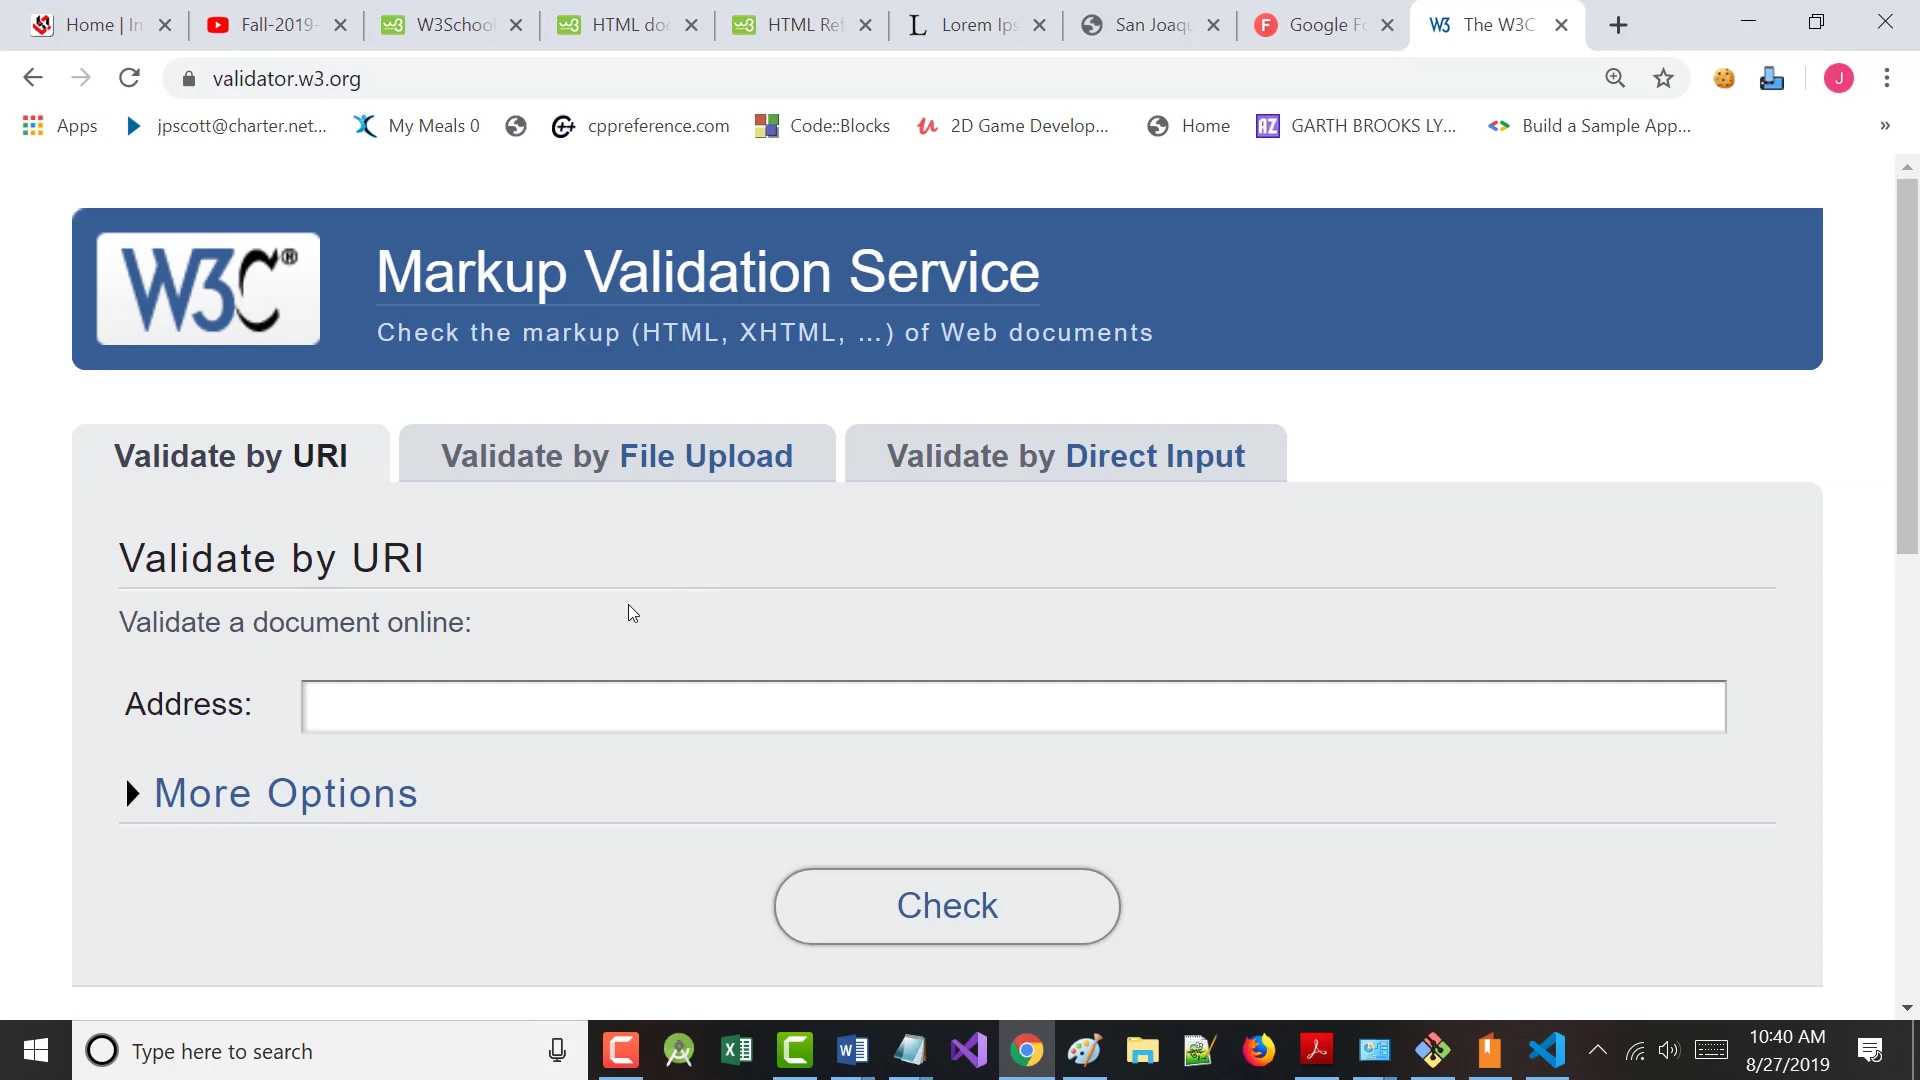 Home | In
Fall-2019-
W3School
HTML doc
HTML Ref
Lorem Ips
San Joaqu
Google Fo
The W3C
validator.w3.org
J
Apps
jpscott@charter.net...
My Meals 0
cppreference.com
Code::Blocks
2D Game Develop...
Home
AZ
GARTH BROOKS LY...
Build a Sample App...
»
W3C®
Markup Validation Service
Check the markup (HTML, XHTML, ...) of Web documents
Validate by URI
Validate by File Upload
Validate by Direct Input
Validate by URI
Validate a document online:
Address:
More Options
Check
Type here to search
10:40 AM
8/27/2019